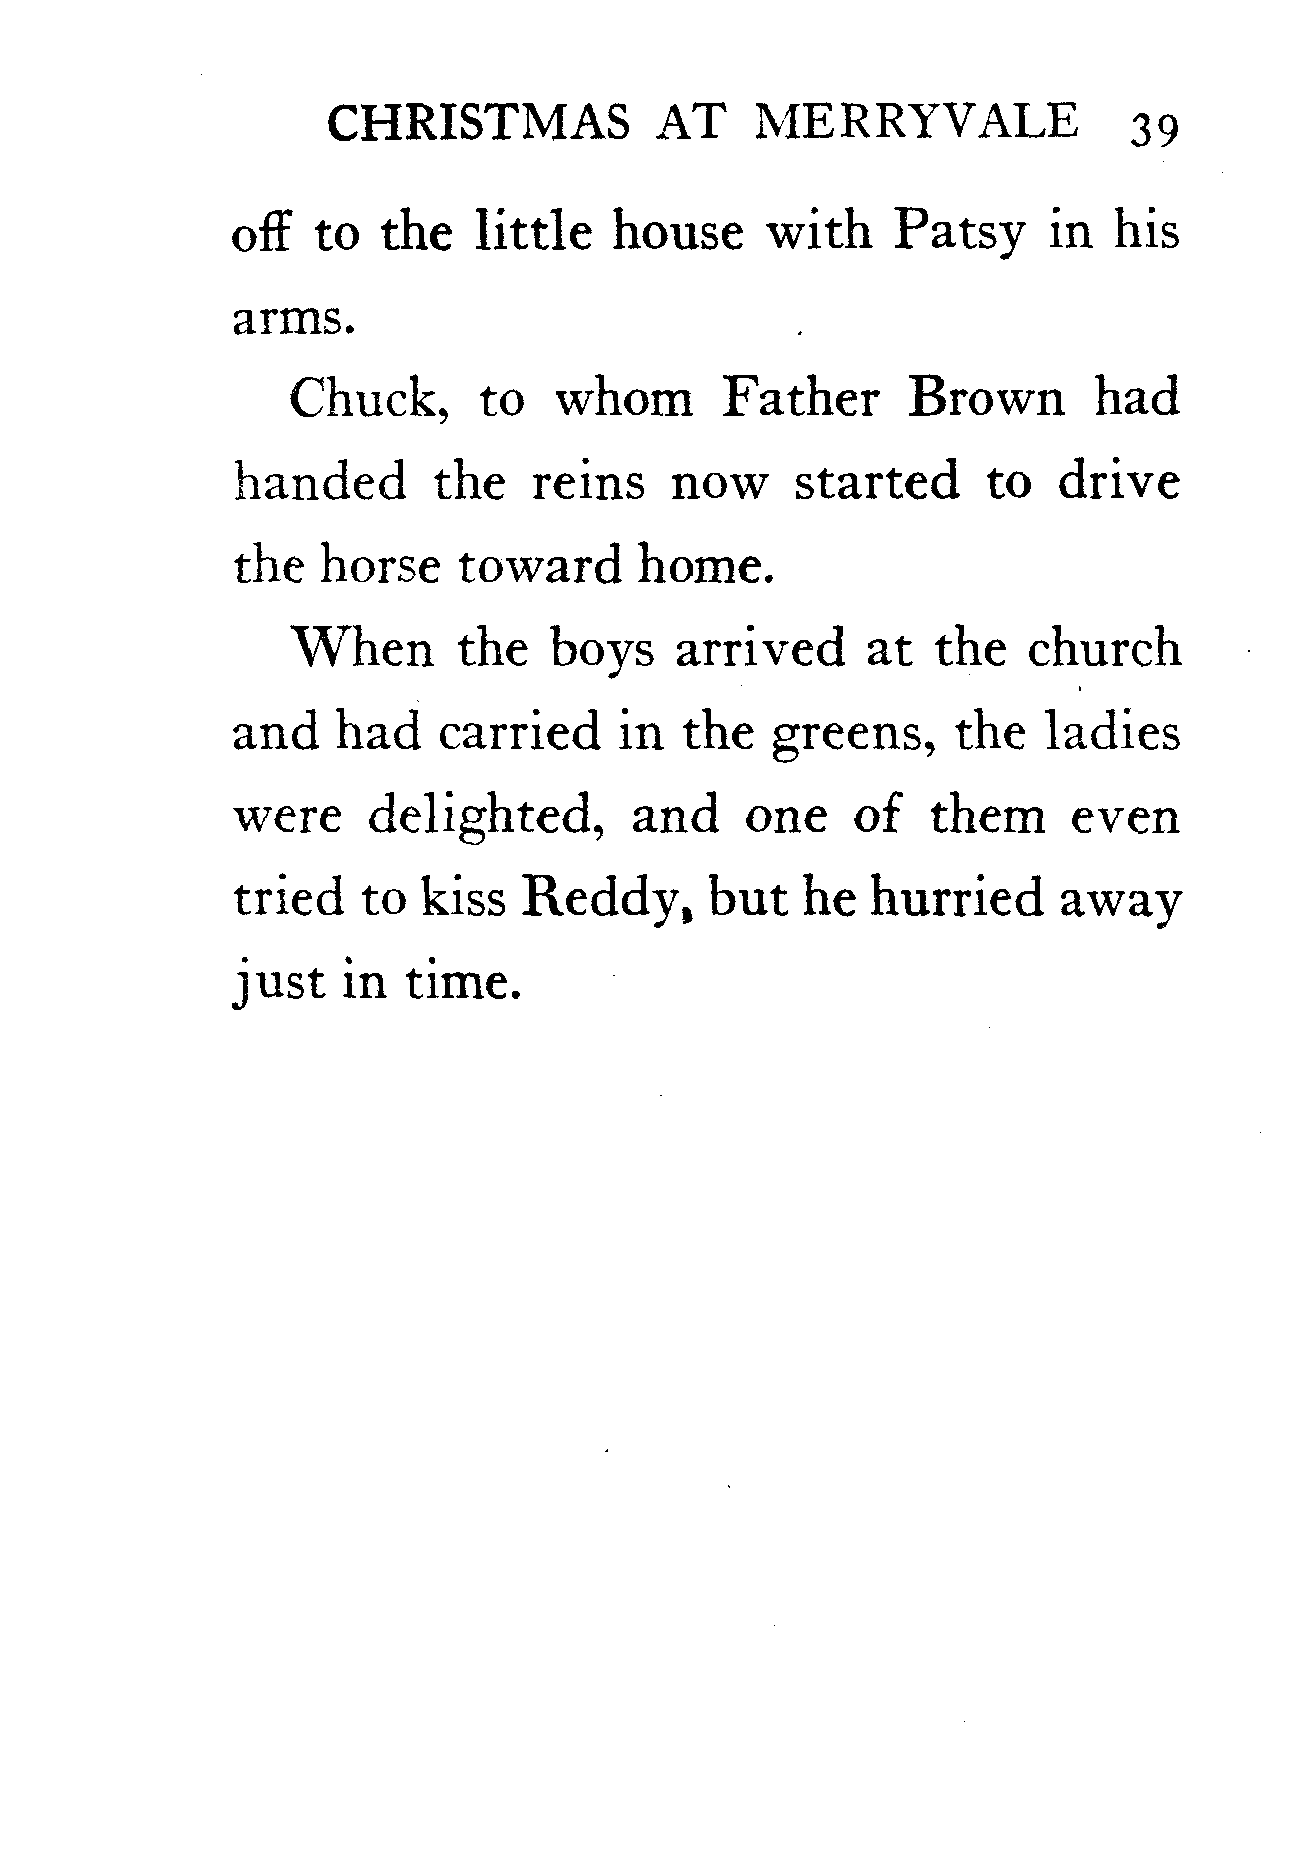 CHRISTMAS AT MERRYVALE 39
off to the little house with Patsy in his
arms.
Chuck, to whom Father Brown had
handed the reins now started to drive
the horse toward home.
When the boys arrived at the church
and had carried in the greens, the ladies
were delighted, and one of them even
tried to kiss Reddy, but he hurried away
just in time.